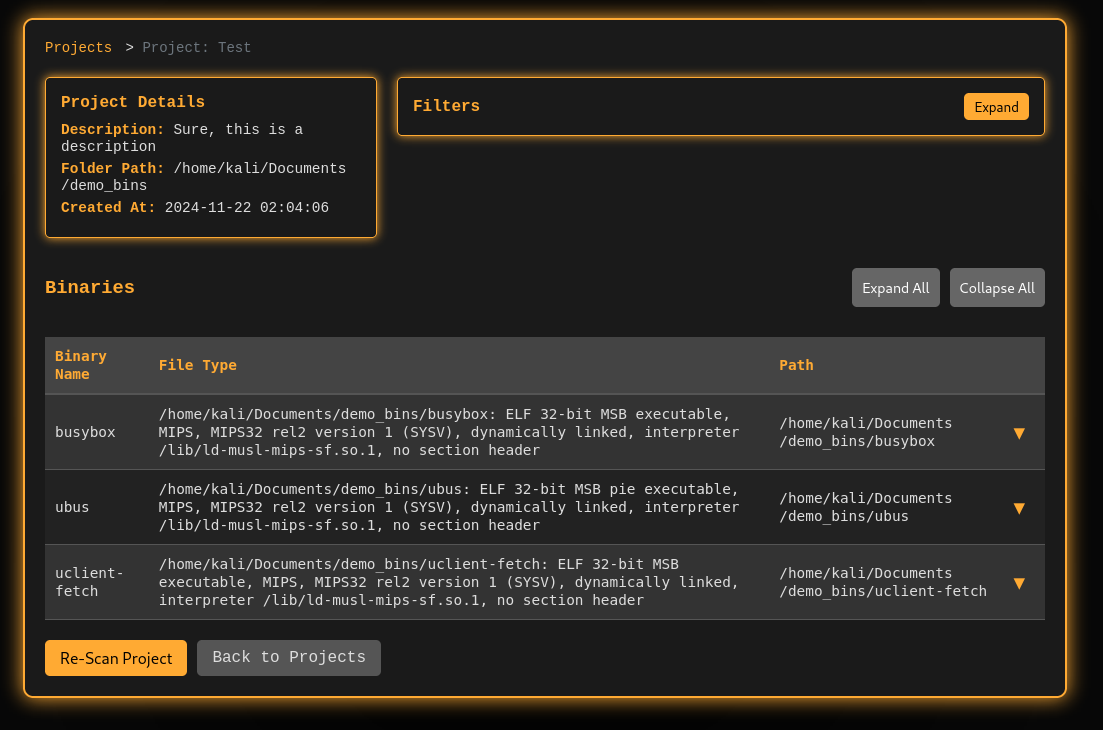 Projects > Project: Test
Project Details
Description: Sure, this is a
description
Folder Path: /home/kali/Documents
/demo_bins
Created At: 2024-11-22 02:04:06
Filters
Expand
Binaries
Expand All
Collapse All
Binary
Name
File Type
Path
busybox
/home/kali/Documents/demo_bins/busybox: ELF 32-bit MSB executable,
MIPS, MIPS32 rel2 version 1 (SYSV), dynamically linked, interpreter
/lib/ld-musl-mips-sf.so.1, no section header
/home/kali/Documents
/demo_bins/busybox
▼
ubus
/home/kali/Documents/demo_bins/ubus: ELF 32-bit MSB pie executable,
MIPS, MIPS32 rel2 version 1 (SYSV), dynamically linked, interpreter
/lib/ld-musl-mips-sf.so.1, no section header
/home/kali/Documents
/demo_bins/ubus
▼
uclient-
fetch
/home/kali/Documents/demo_bins/uclient-fetch: ELF 32-bit MSB
executable, MIPS, MIPS32 rel2 version 1 (SYSV), dynamically linked,
interpreter /lib/ld-musl-mips-sf.so.1, no section header
/home/kali/Documents
/demo_bins/uclient-fetch
▼
Re-Scan Project
Back to Projects